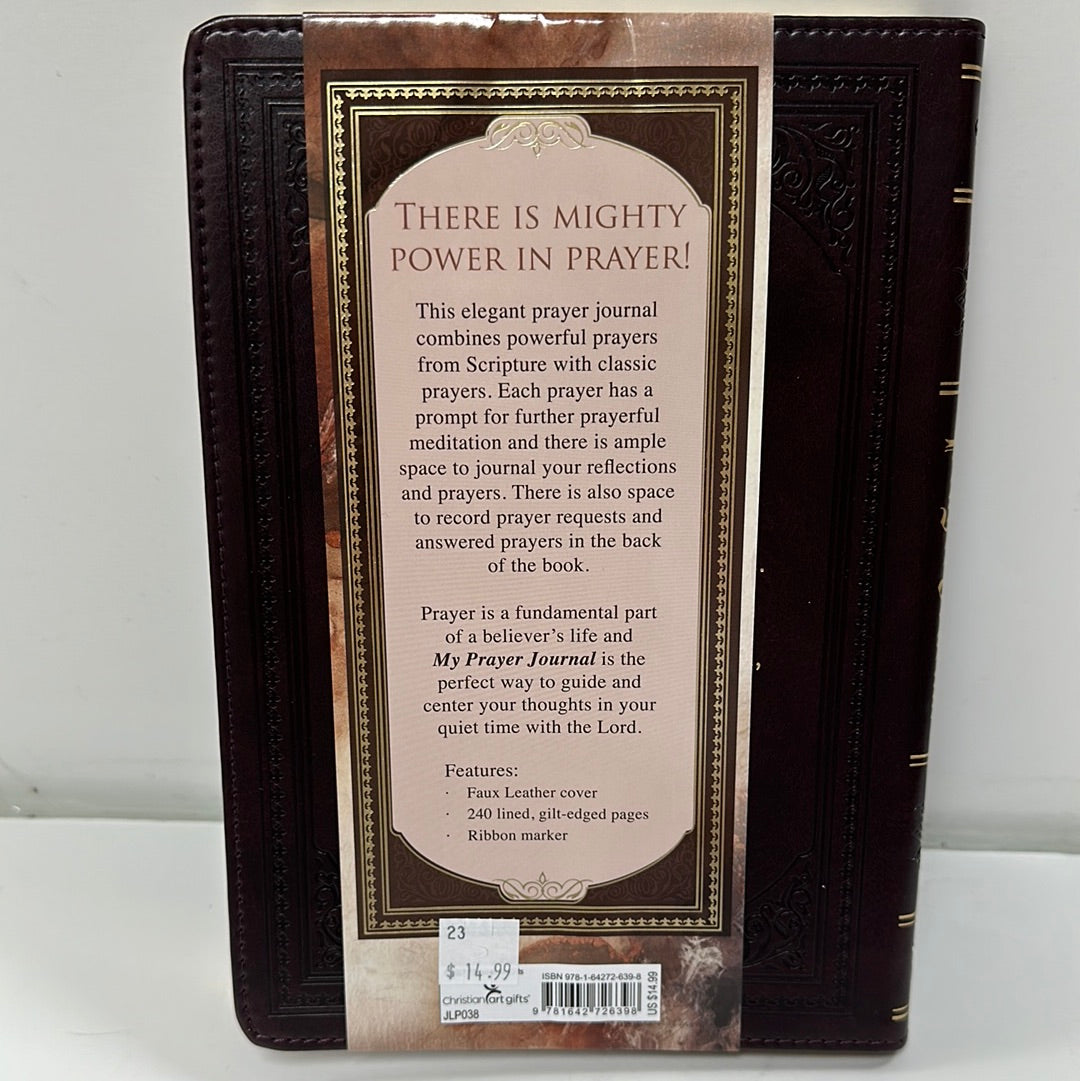 THERE IS MIGHTY
POWER IN PRAYER!
This elegant prayer journal
combines powerful prayers
from Scripture with classic
prayers. Each prayer has a
prompt for further prayerful
meditation and there is ample
space to journal your reflections
and prayers. There is also space
to record prayer requests and
answered prayers in the back
of the book.
Prayer is a fundamental part
of a believer's life and
My Prayer Journal is the
perfect way to guide and
center your thoughts in your
quiet time with the Lord.
Features:
· Faux Leather cover
· 240 lined, gilt-edged pages
· Ribbon marker
23
$ 14.99
Christian art gifts®
JLP038
ISBN 978-1-64272-639-8
9 781642 726398
US $14.99